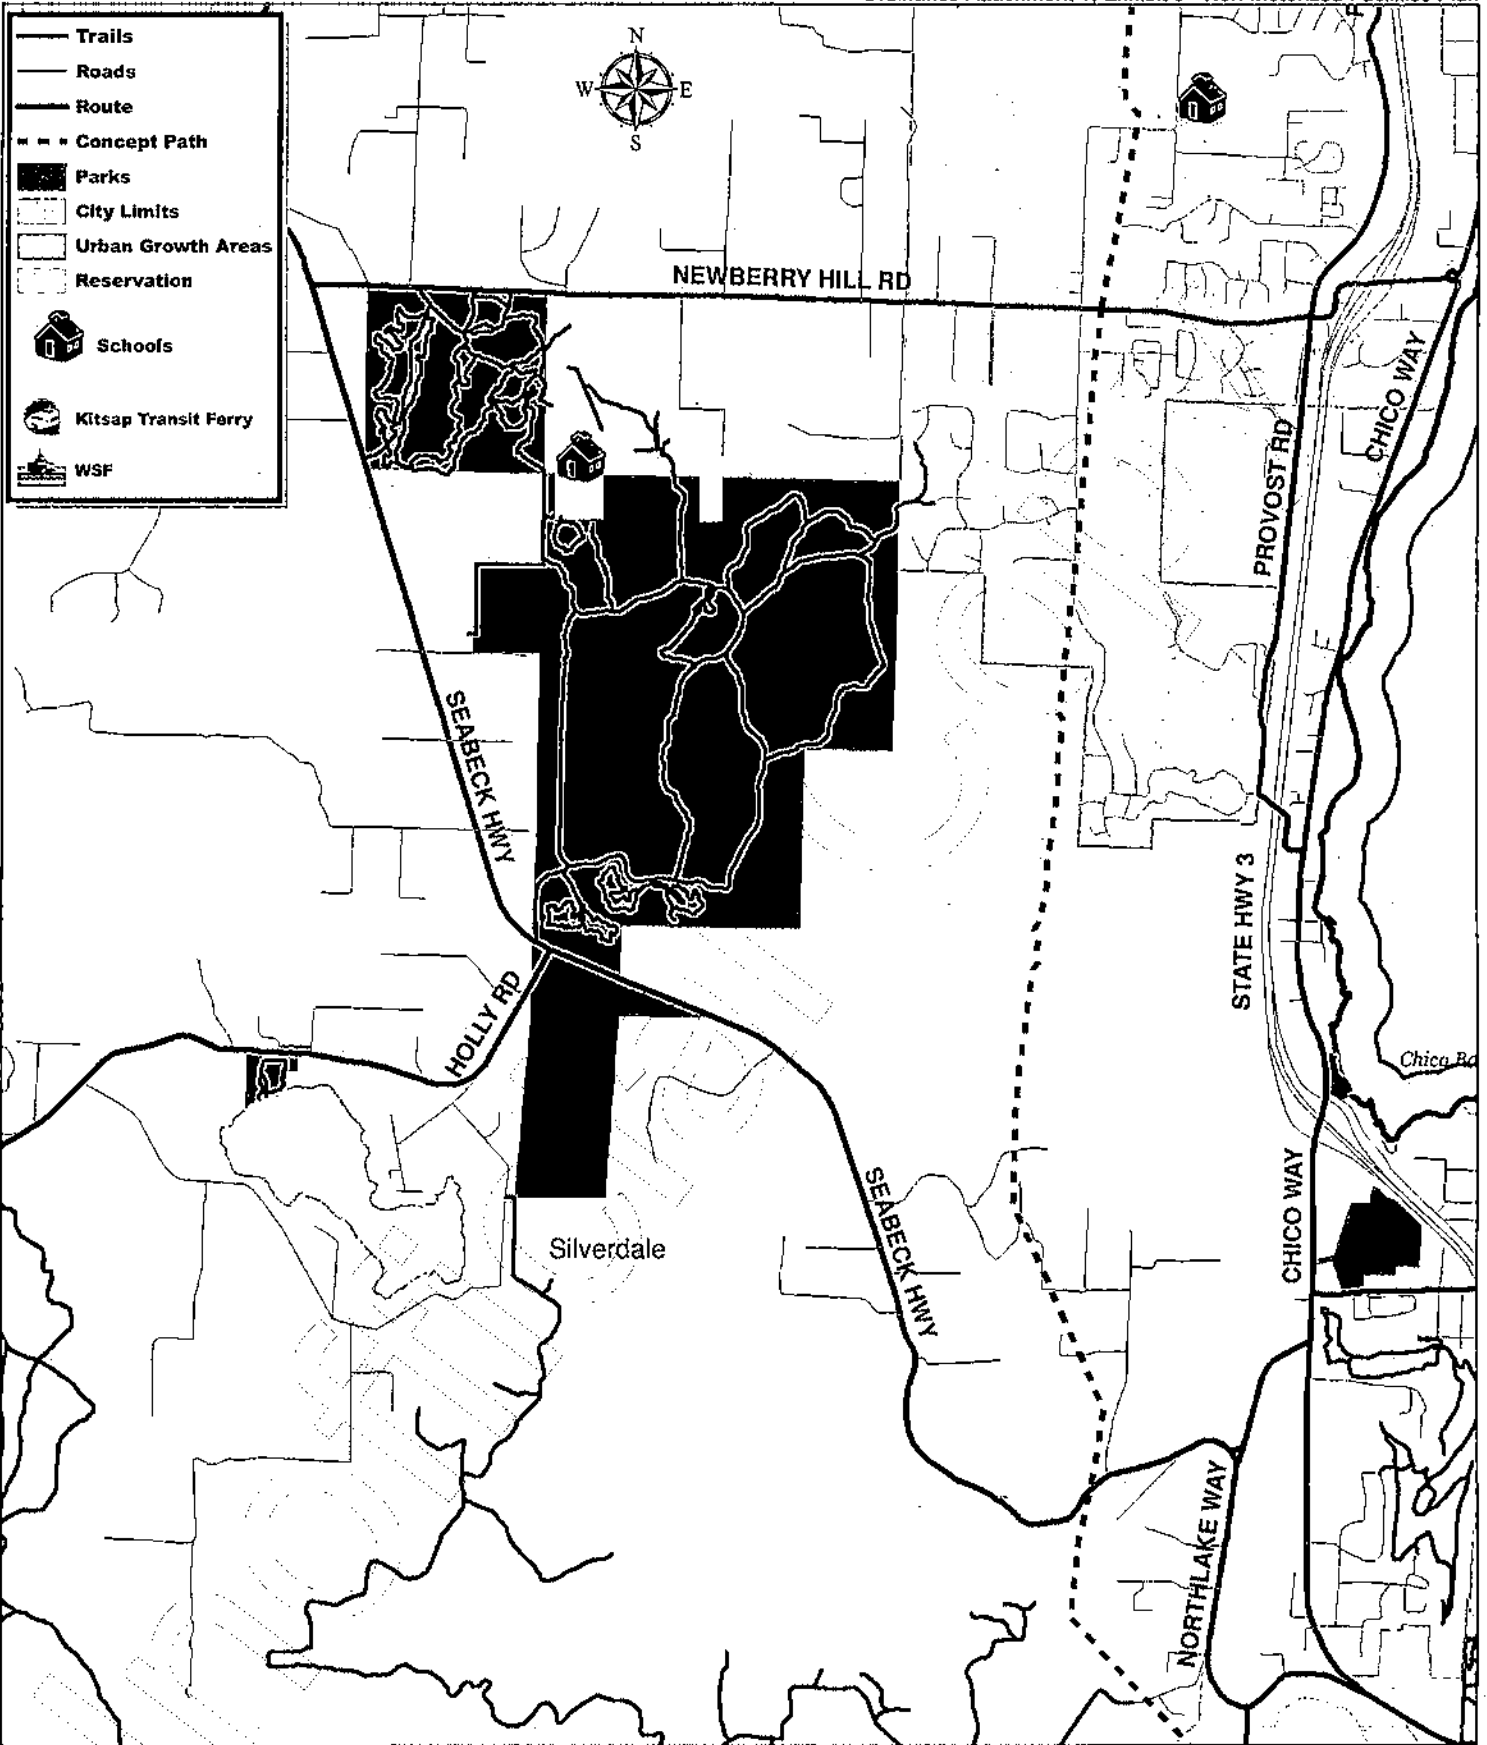 Trails
Roads
Route
Concept Path
Parks
City Limits
Urban Growth Areas
Reservation
Schools
Kitsap Transit Ferry
WSF
N
W
E
S
NEWBERRY HILL RD
CHICO WAY
PROVOST RD
SEABECK HWY
STATE HWY 3
HOLLY RD
Chico Ba
CHICO WAY
SEABECK HWY
Silverdale
NORTHLAKE WAY